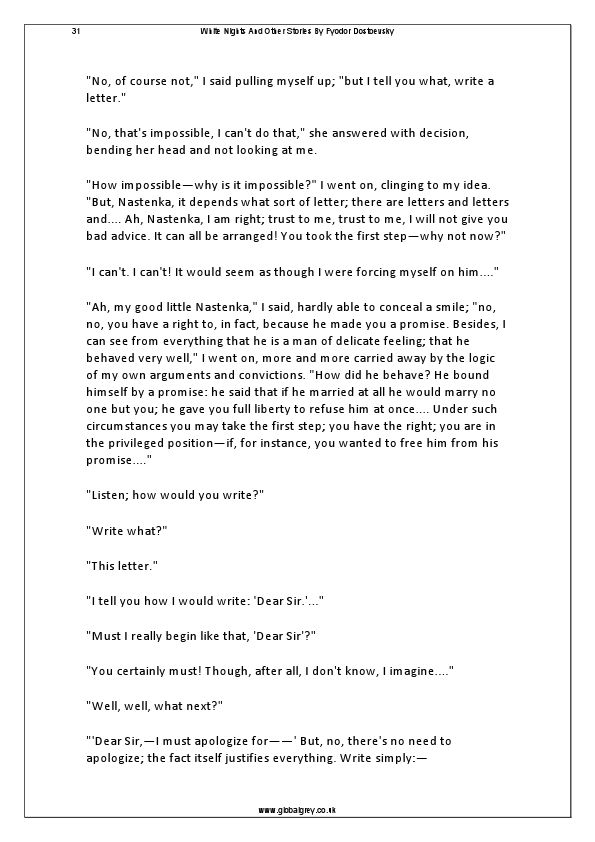 31 White Nights And Other Stories By Fyodor Dostoevsky
"No, of course not," I said pulling myself up; "but I tell you what, write a
letter."
"No, that's impossible, I can't do that," she answered with decision,
bending her head and not looking at me.
"How impossible—why is it impossible?" I went on, clinging to my idea.
"But, Nastenka, it depends what sort of letter; there are letters and letters
and.... Ah, Nastenka, I am right; trust to me, trust to me, I will not give you
bad advice. It can all be arranged! You took the first step—why not now?"
"I can't. I can't! It would seem as though I were forcing myself on him...."
"Ah, my good little Nastenka," I said, hardly able to conceal a smile; "no,
no, you have a right to, in fact, because he made you a promise. Besides, I
can see from everything that he is a man of delicate feeling; that he
behaved very well," I went on, more and more carried away by the logic
of my own arguments and convictions. "How did he behave? He bound
himself by a promise: he said that if he married at all he would marry no
one but you; he gave you full liberty to refuse him at once.... Under such
circumstances you may take the first step; you have the right; you are in
the privileged position—if, for instance, you wanted to free him from his
promise...."
"Listen; how would you write?"
"Write what?"
"This letter."
"I tell you how I would write: 'Dear Sir.'..."
"Must I really begin like that, 'Dear Sir'?"
"You certainly must! Though, after all, I don't know, I imagine...."
"Well, well, what next?"
"'Dear Sir,—I must apologize for——' But, no, there's no need to
apologize; the fact itself justifies everything. Write simply:—
www.globalgrey.co.uk